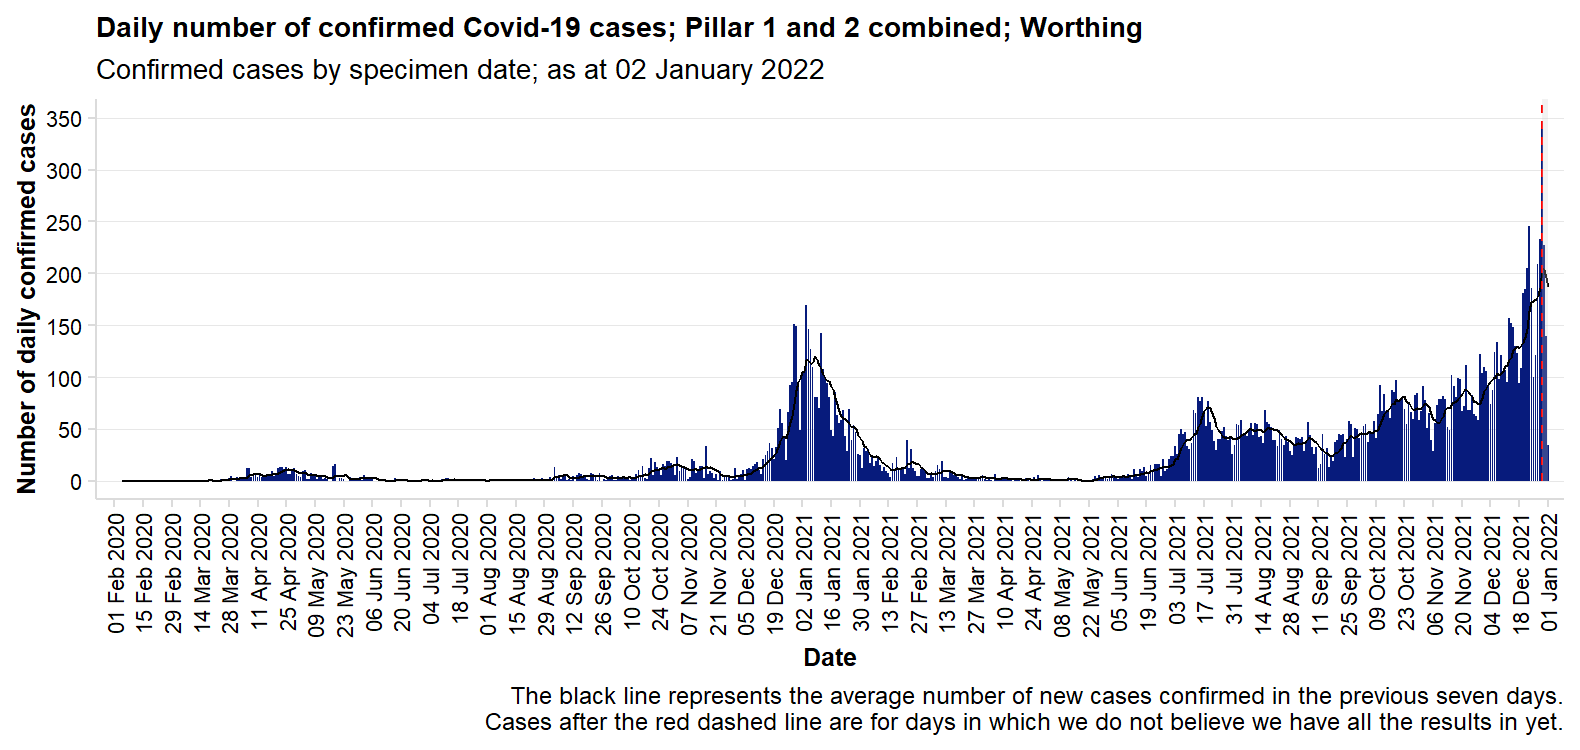 Daily number of confirmed Covid-19 cases; Pillar 1 and 2 combined; Worthing
Confirmed cases by specimen date; as at 02 January 2022
Number of daily confirmed cases
350
300
250
200
150
100
50
0
01 Feb 2020
15 Feb 2020
29 Feb 2020
14 Mar 2020
28 Mar 2020
11 Apr 2020
25 Apr 2020
09 May 2020
23 May 2020
06 Jun 2020
20 Jun 2020
04 Jul 2020
18 Jul 2020
01 Aug 2020
15 Aug 2020
29 Aug 2020
12 Sep 2020
26 Sep 2020
10 Oct 2020
24 Oct 2020
07 Nov 2020
21 Nov 2020
05 Dec 2020
19 Dec 2020
02 Jan 2021
16 Jan 2021
30 Jan 2021
13 Feb 2021
27 Feb 2021
13 Mar 2021
27 Mar 2021
10 Apr 2021
24 Apr 2021
08 May 2021
22 May 2021
05 Jun 2021
19 Jun 2021
03 Jul 2021
17 Jul 2021
31 Jul 2021
14 Aug 2021
28 Aug 2021
11 Sep 2021
25 Sep 2021
09 Oct 2021
23 Oct 2021
06 Nov 2021
20 Nov 2021
04 Dec 2021
18 Dec 2021
01 Jan 2022
Date
The black line represents the average number of new cases confirmed in the previous seven days.
Cases after the red dashed line are for days in which we do not believe we have all the results in yet.